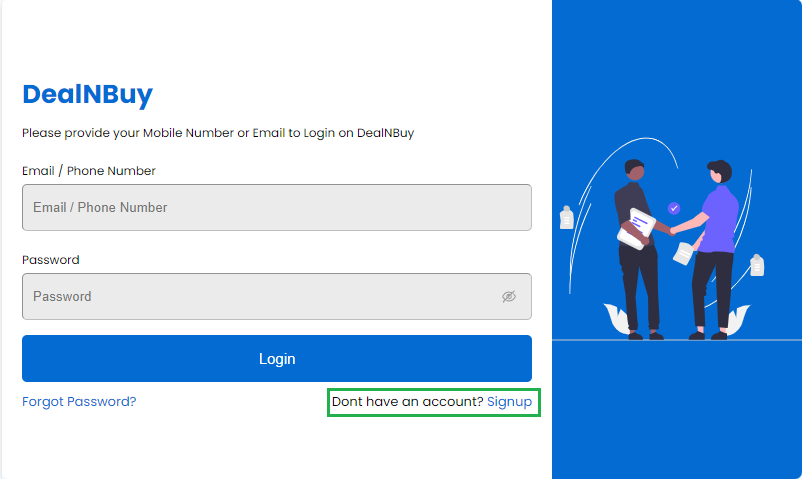 DealNBuy
Please provide your Mobile Number or Email to Login on DealNBuy
Email / Phone Number
Email / Phone Number
Password
Password
Login
Forgot Password? Dont have an account? Signup